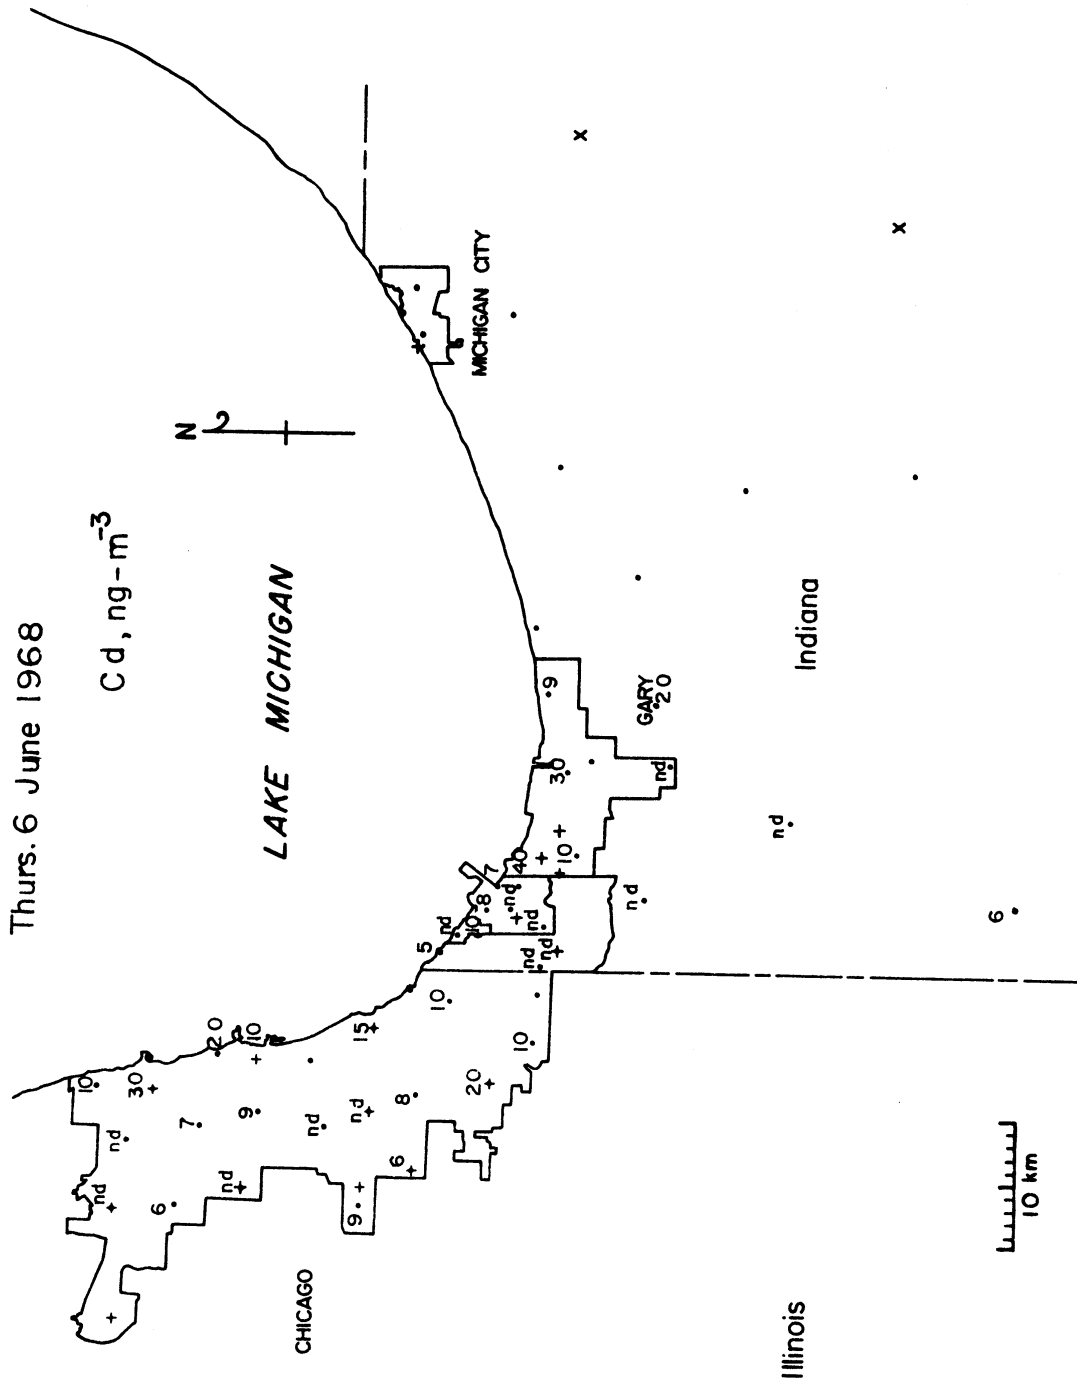 Thurs. 6 June 1968
Cd, ng-m⁻³
N
LAKE MICHIGAN
CHICAGO
MICHIGAN CITY
GARY
Indiana
Illinois
10 km
10
30
20
10
15
nd
7
9
nd
nd
8
20
10
10
nd
6
nd
9
6
5
nd
10
8
nd
nd
nd
nd
7
40
10
30
9
20
nd
nd
nd
6
6